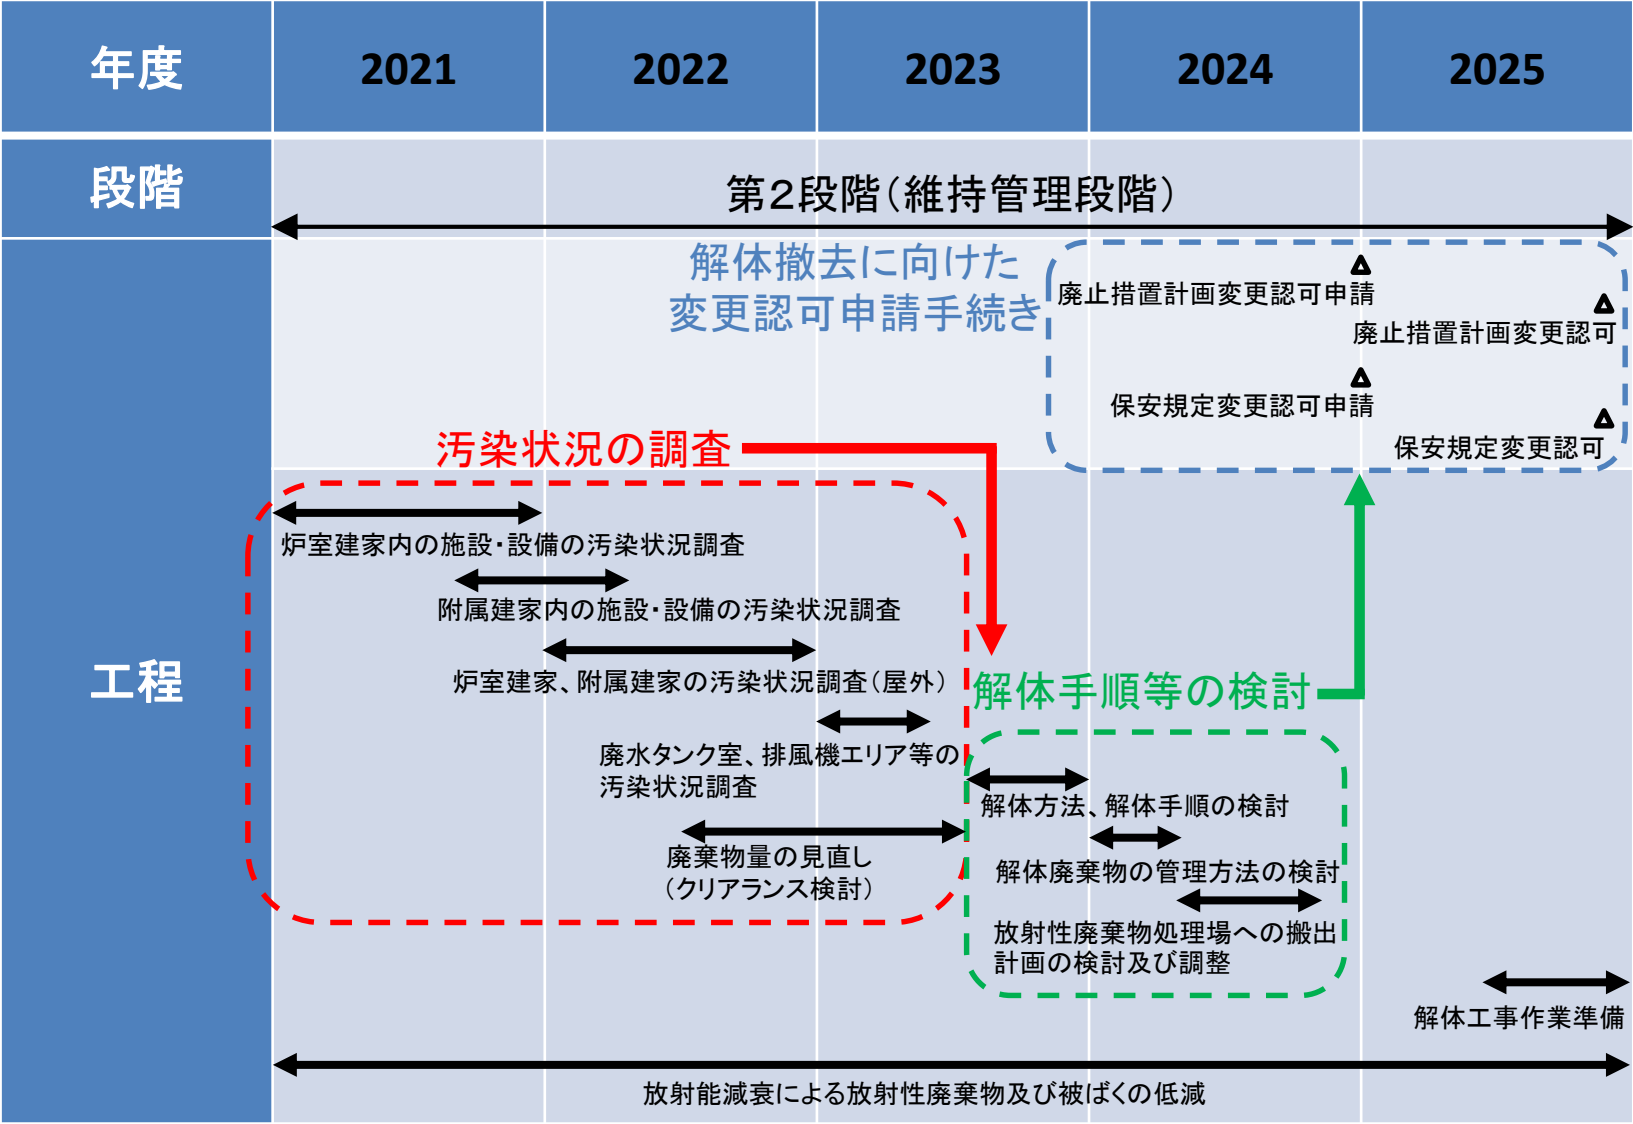 年度
2021
2022
2023
2024
2025
段階
第2段階(維持管理段階)
工程
解体撤去に向けた
変更認可申請手続き
廃止措置計画変更認可申請
廃止措置計画変更認可
保安規定変更認可申請
保安規定変更認可
汚染状況の調査
炉室建家内の施設・設備の汚染状況調査
附属建家内の施設・設備の汚染状況調査
炉室建家、附属建家の汚染状況調査(屋外)
廃水タンク室、排風機エリア等の
汚染状況調査
廃棄物量の見直し
(クリアランス検討)
解体手順等の検討
解体方法、解体手順の検討
解体廃棄物の管理方法の検討
放射性廃棄物処理場への搬出
計画の検討及び調整
解体工事作業準備
放射能減衰による放射性廃棄物及び被ばくの低減